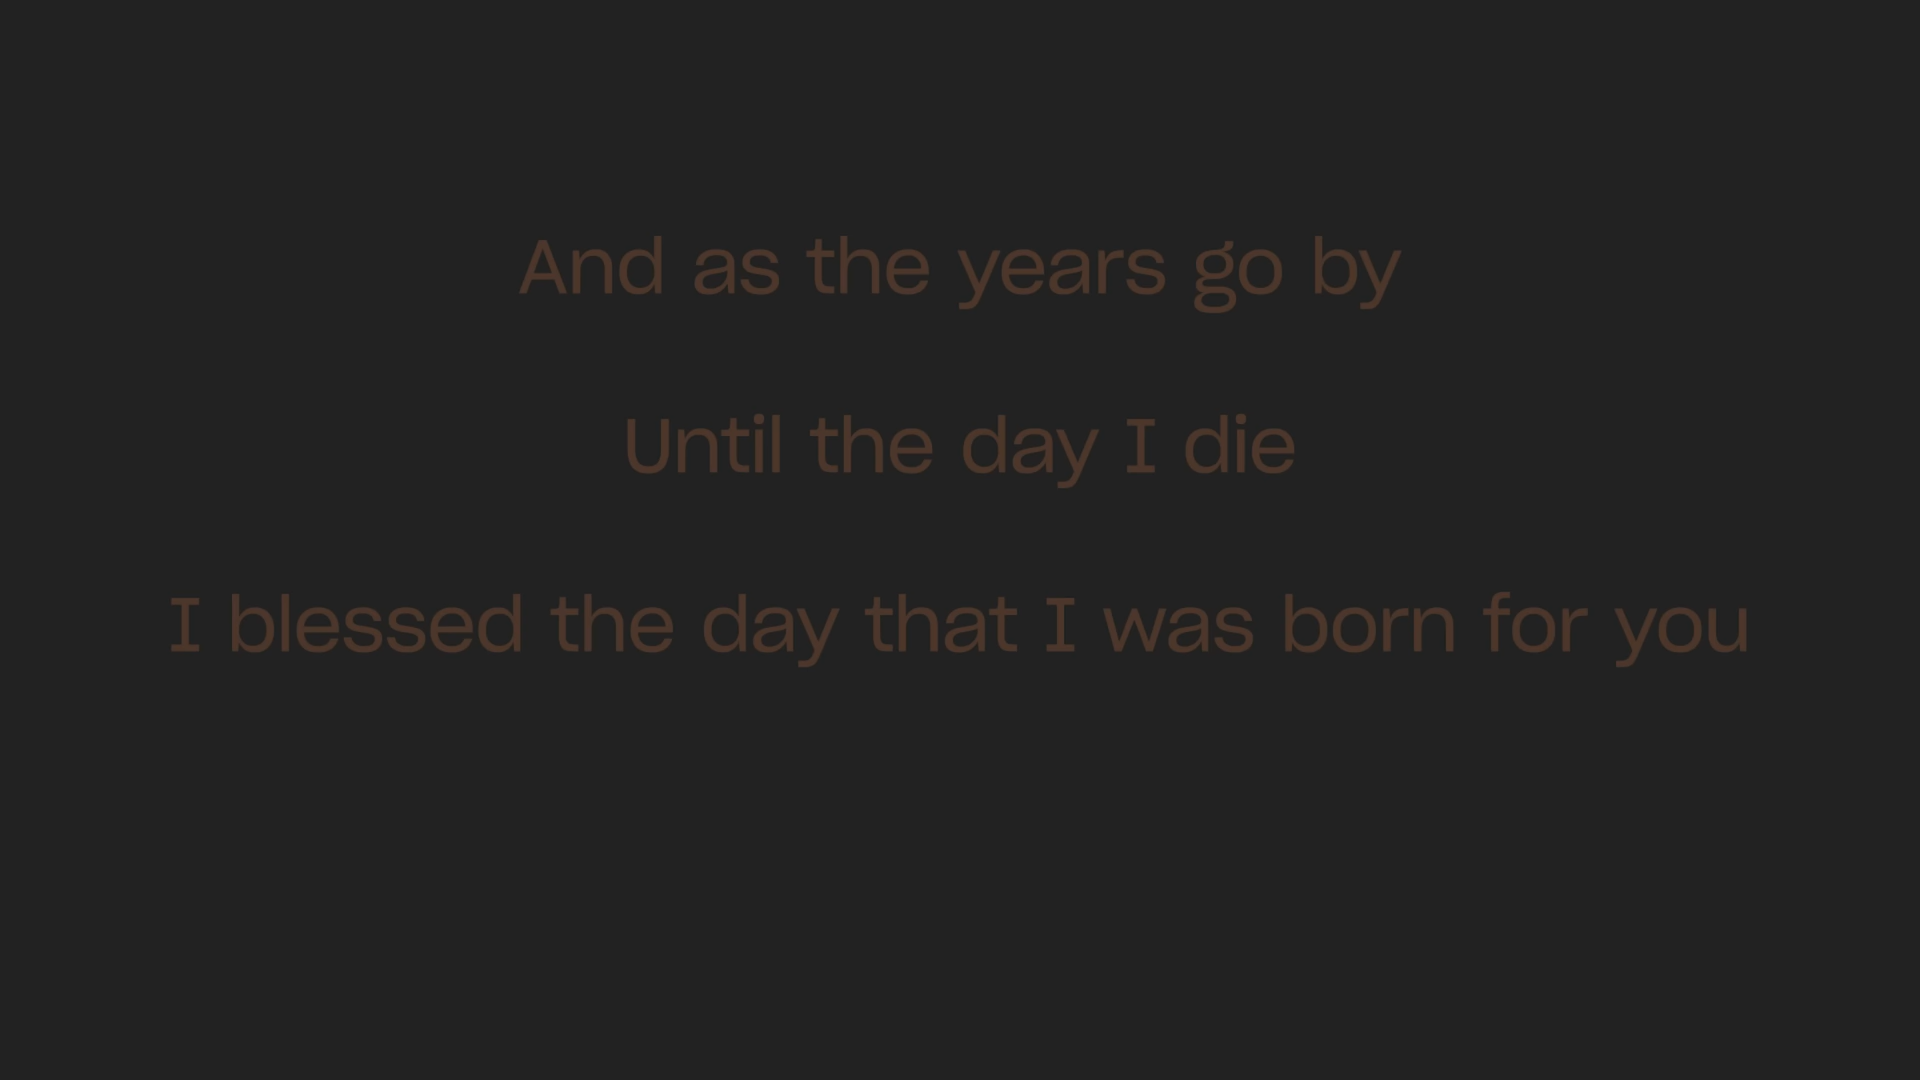 And as the years go by
Until the day I die
I blessed the day that I was born for you